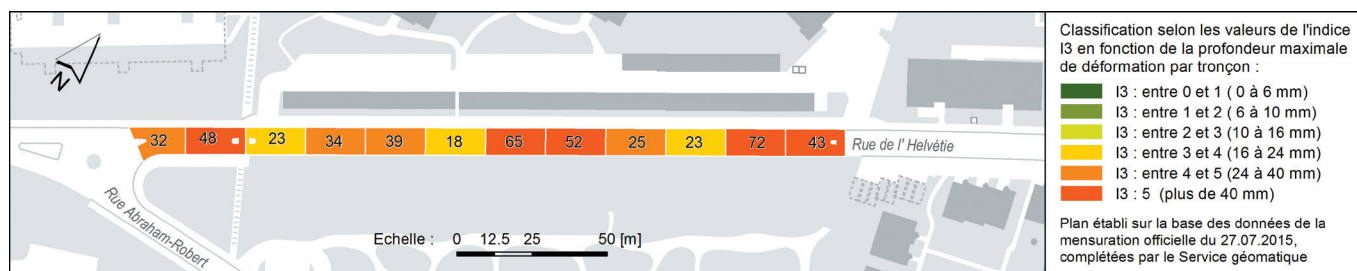 N
32 48 23 34 39 18 65 52 25 23 72 43
Rue de l' Helvétie
Rue Abraham-Robert
Echelle : 0 12.5 25 50 [m]
Classification selon les valeurs de l'indice
I3 en fonction de la profondeur maximale
de déformation par tronçon :
I3 : entre 0 et 1 ( 0 à 6 mm)
I3 : entre 1 et 2 ( 6 à 10 mm)
I3 : entre 2 et 3 (10 à 16 mm)
I3 : entre 3 et 4 (16 à 24 mm)
I3 : entre 4 et 5 (24 à 40 mm)
I3 : 5 (plus de 40 mm)
Plan établi sur la base des données de la
mensuration officielle du 27.07.2015,
complétées par le Service géomatique